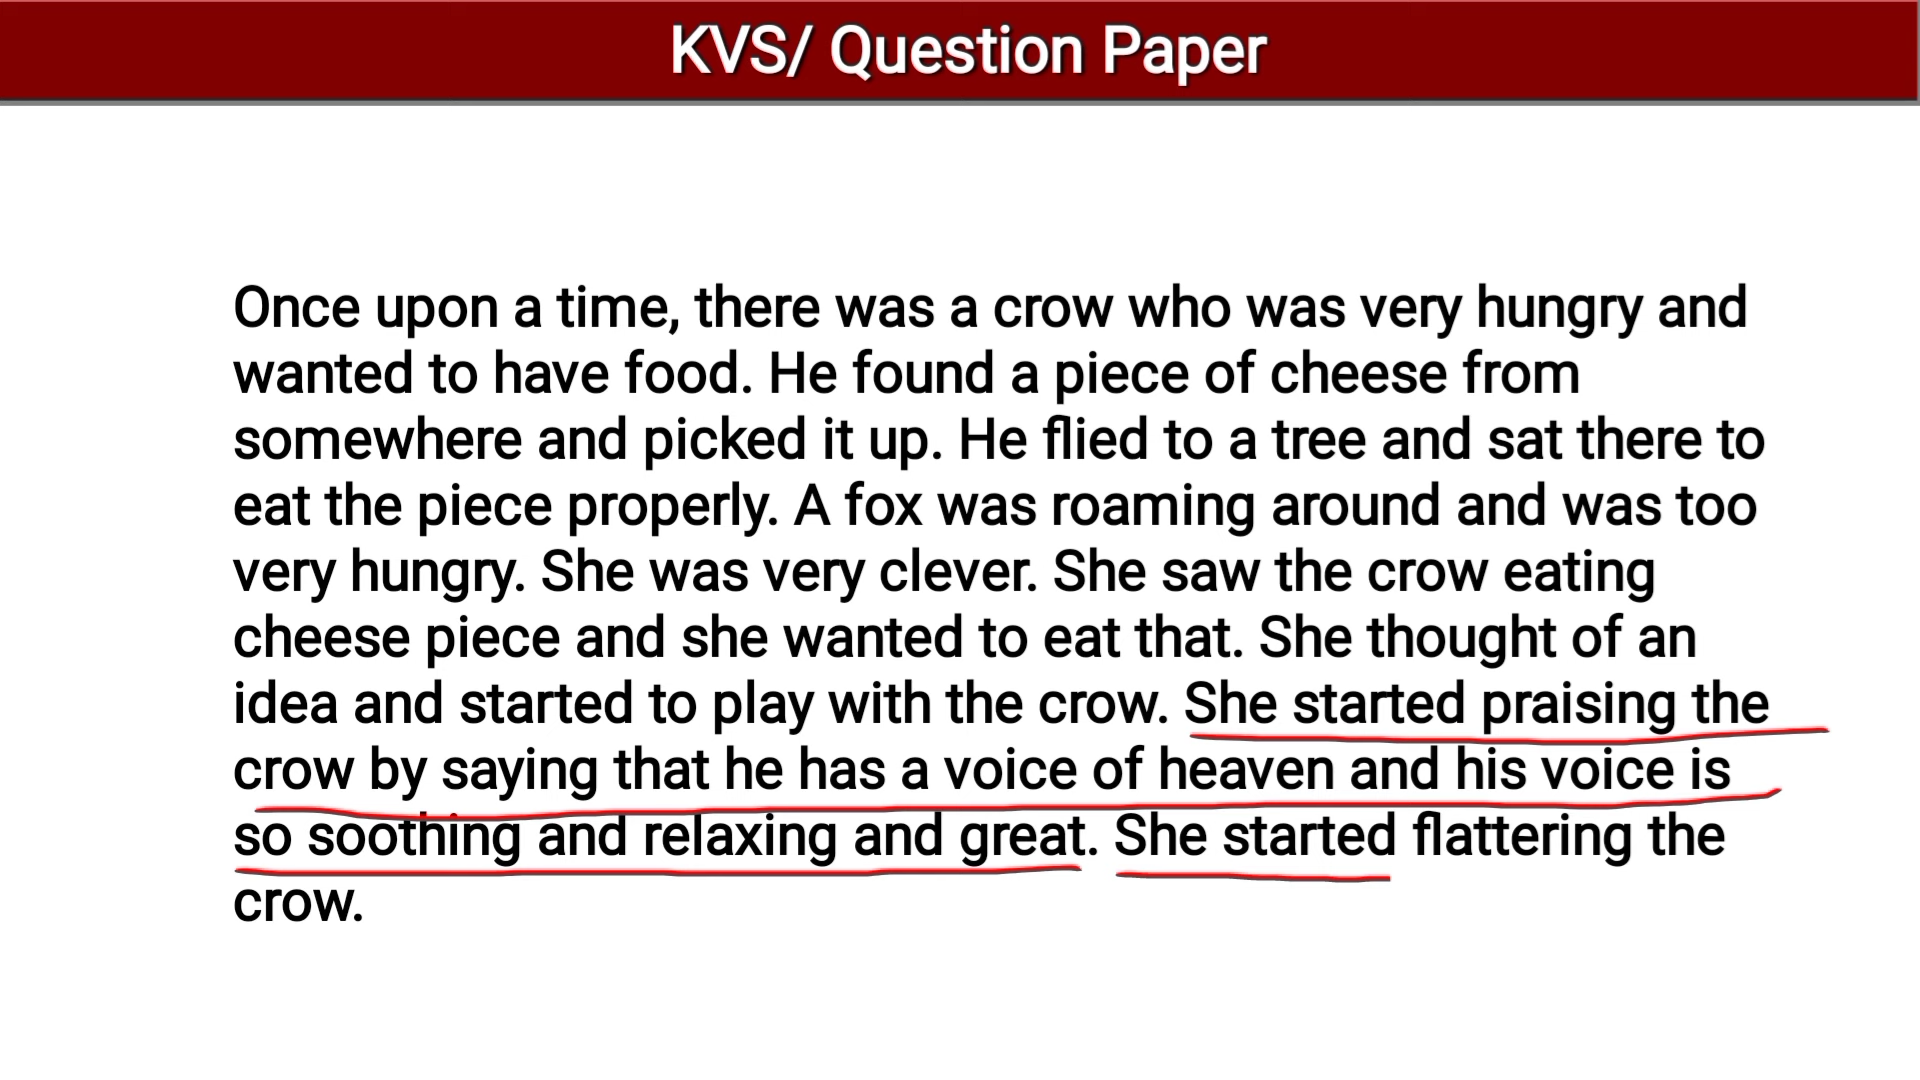 KVS/ Question Paper
Once upon a time, there was a crow who was very hungry and
wanted to have food. He found a piece of cheese from
somewhere and picked it up. He flied to a tree and sat there to
eat the piece properly. A fox was roaming around and was too
very hungry. She was very clever. She saw the crow eating
cheese piece and she wanted to eat that. She thought of an
idea and started to play with the crow. She started praising the
crow by saying that he has a voice of heaven and his voice is
so soothing and relaxing and great. She started flattering the
crow.